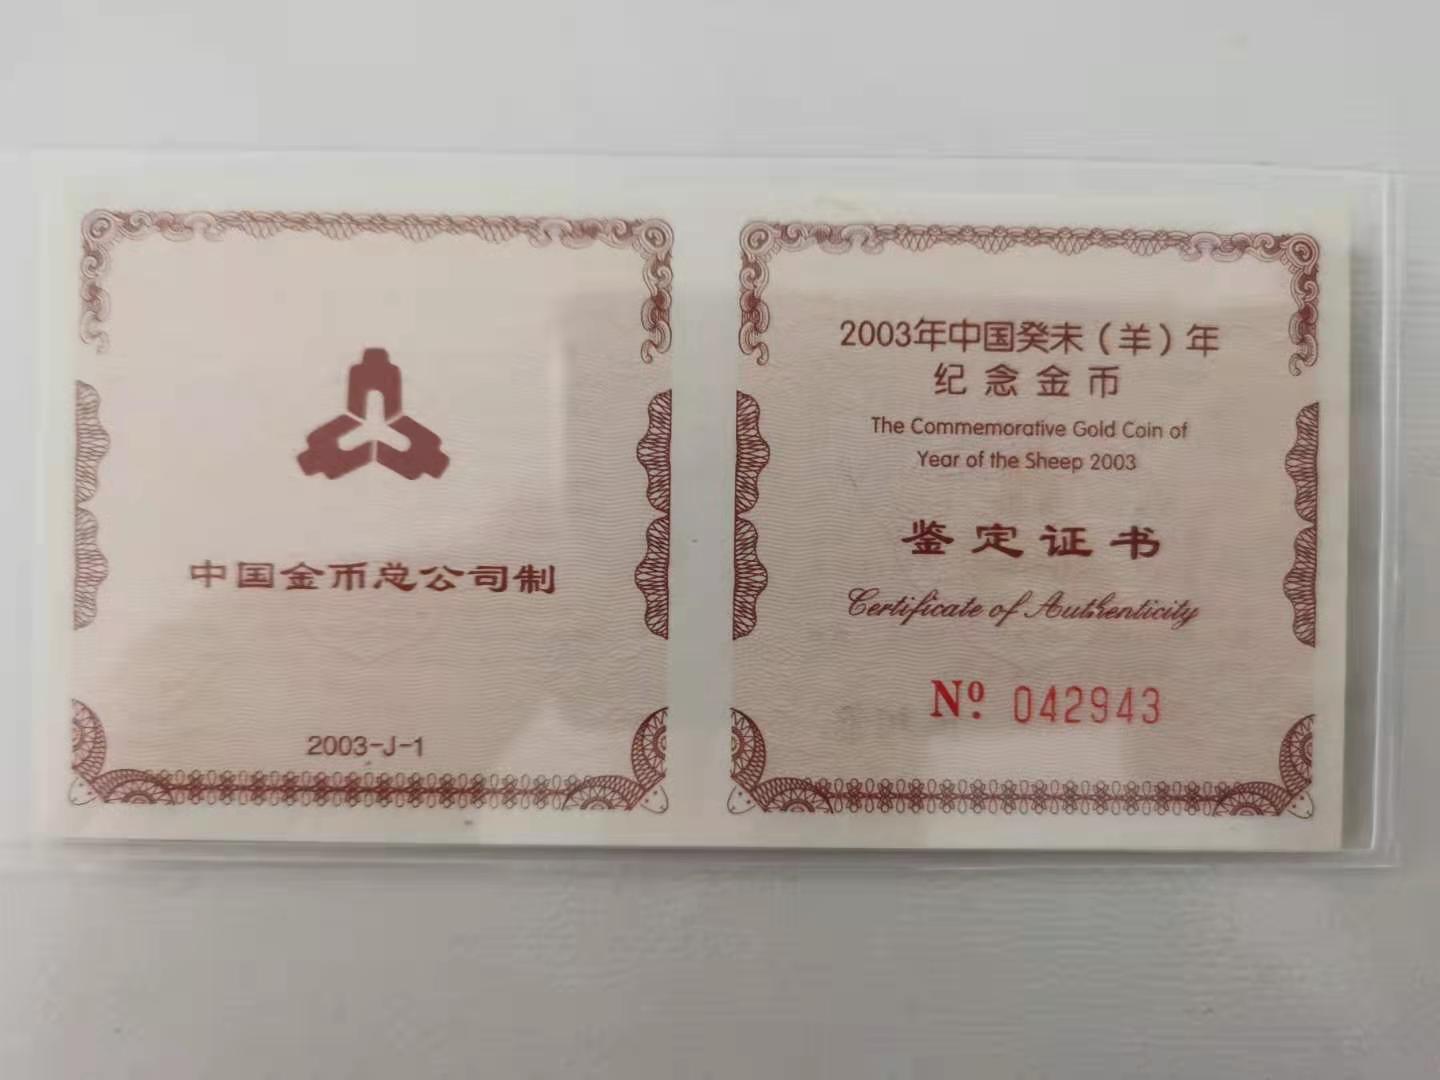 中国金币总公司制
2003-J-1
2003年中国癸未（羊）年
纪念金币
The Commemorative Gold Coin of
Year of the Sheep 2003
鉴定证书
Certificate of Authenticity
Nº. 042943